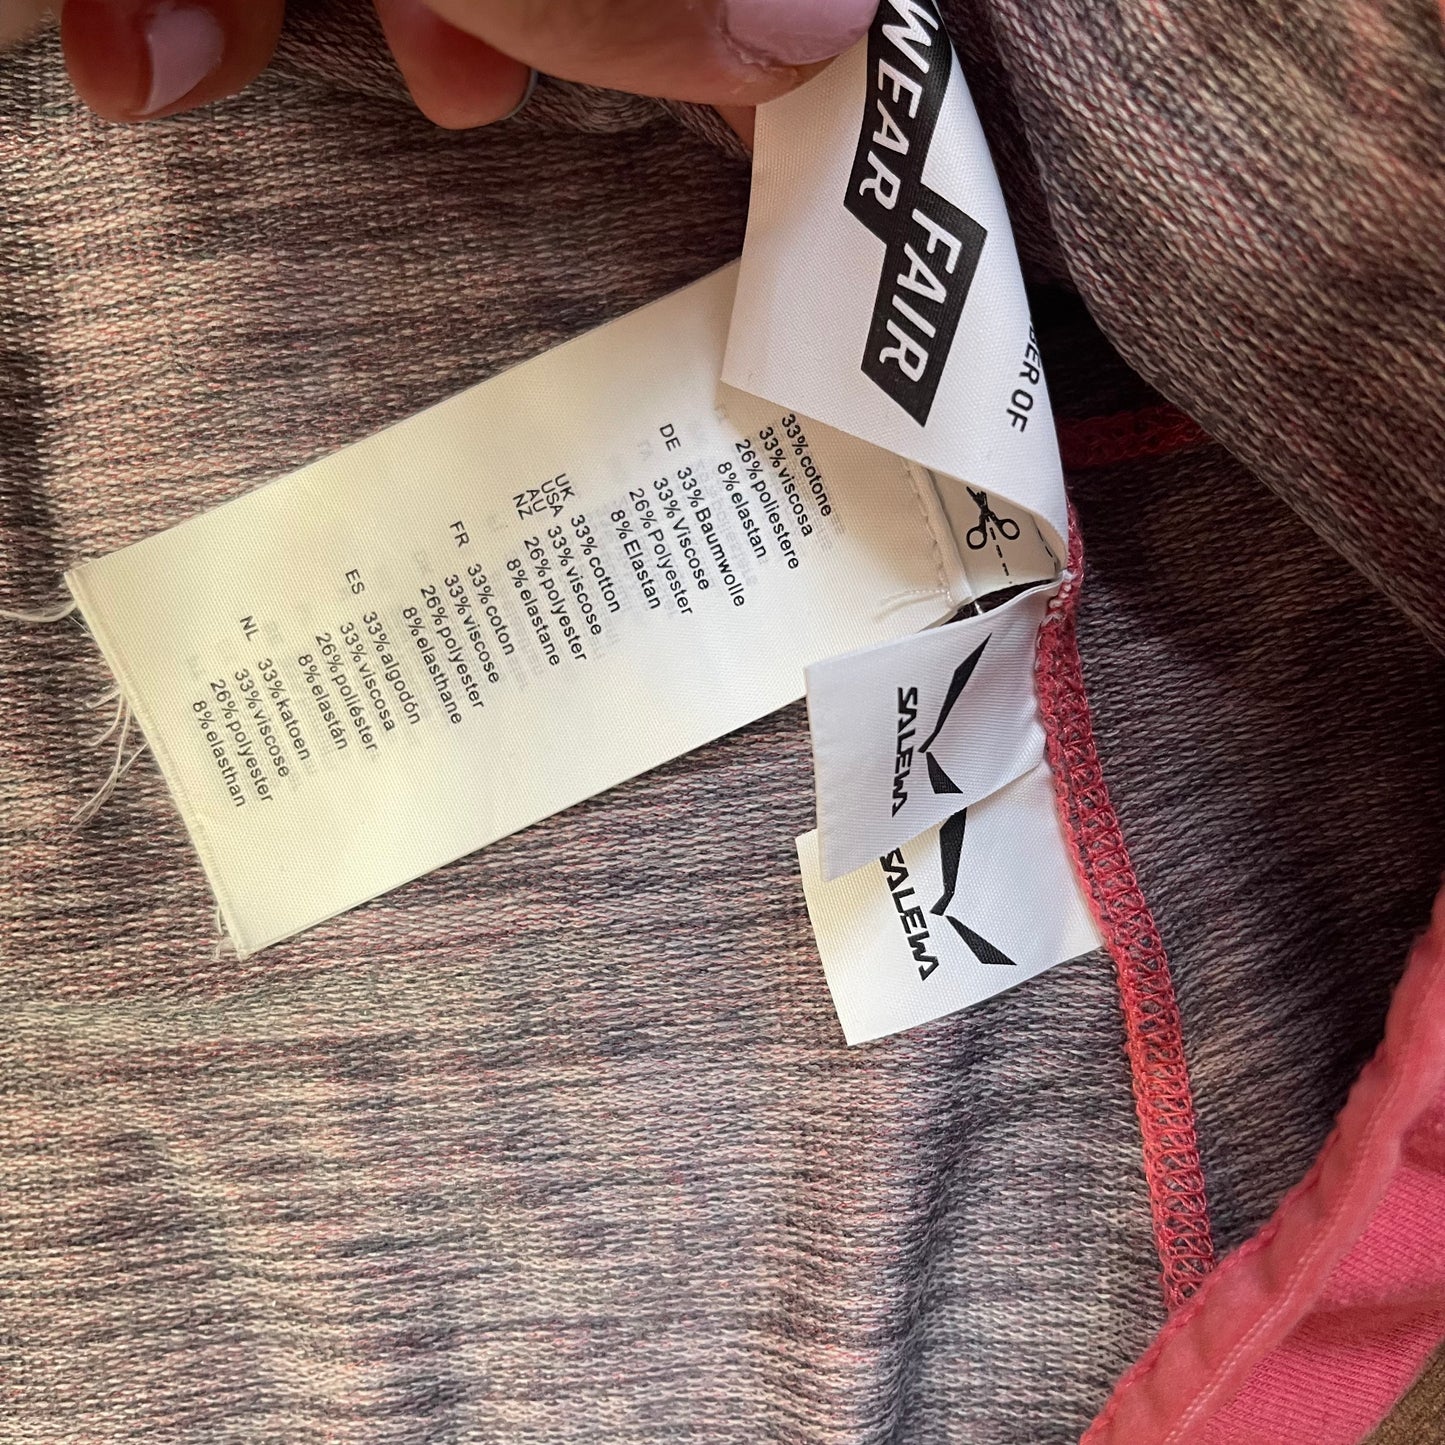 WEAR
FAIR
BER OF
33%cotone
33%viscosa
26%poliestere
8%elastan
DE
33%Baumwolle
33%Viscose
26%Polyester
8%Elastan
UK
USA
AU
NZ
33%cotton
33%viscose
26%polyester
8%elastane
FR
33%coton
33%viscose
26%polyester
8%elasthane
ES
33%algodón
33%viscosa
26%poliéster
8%elastán
NL
33%katoen
33%viscose
26%polyester
8%elasthan
SALEWA
SALEWA